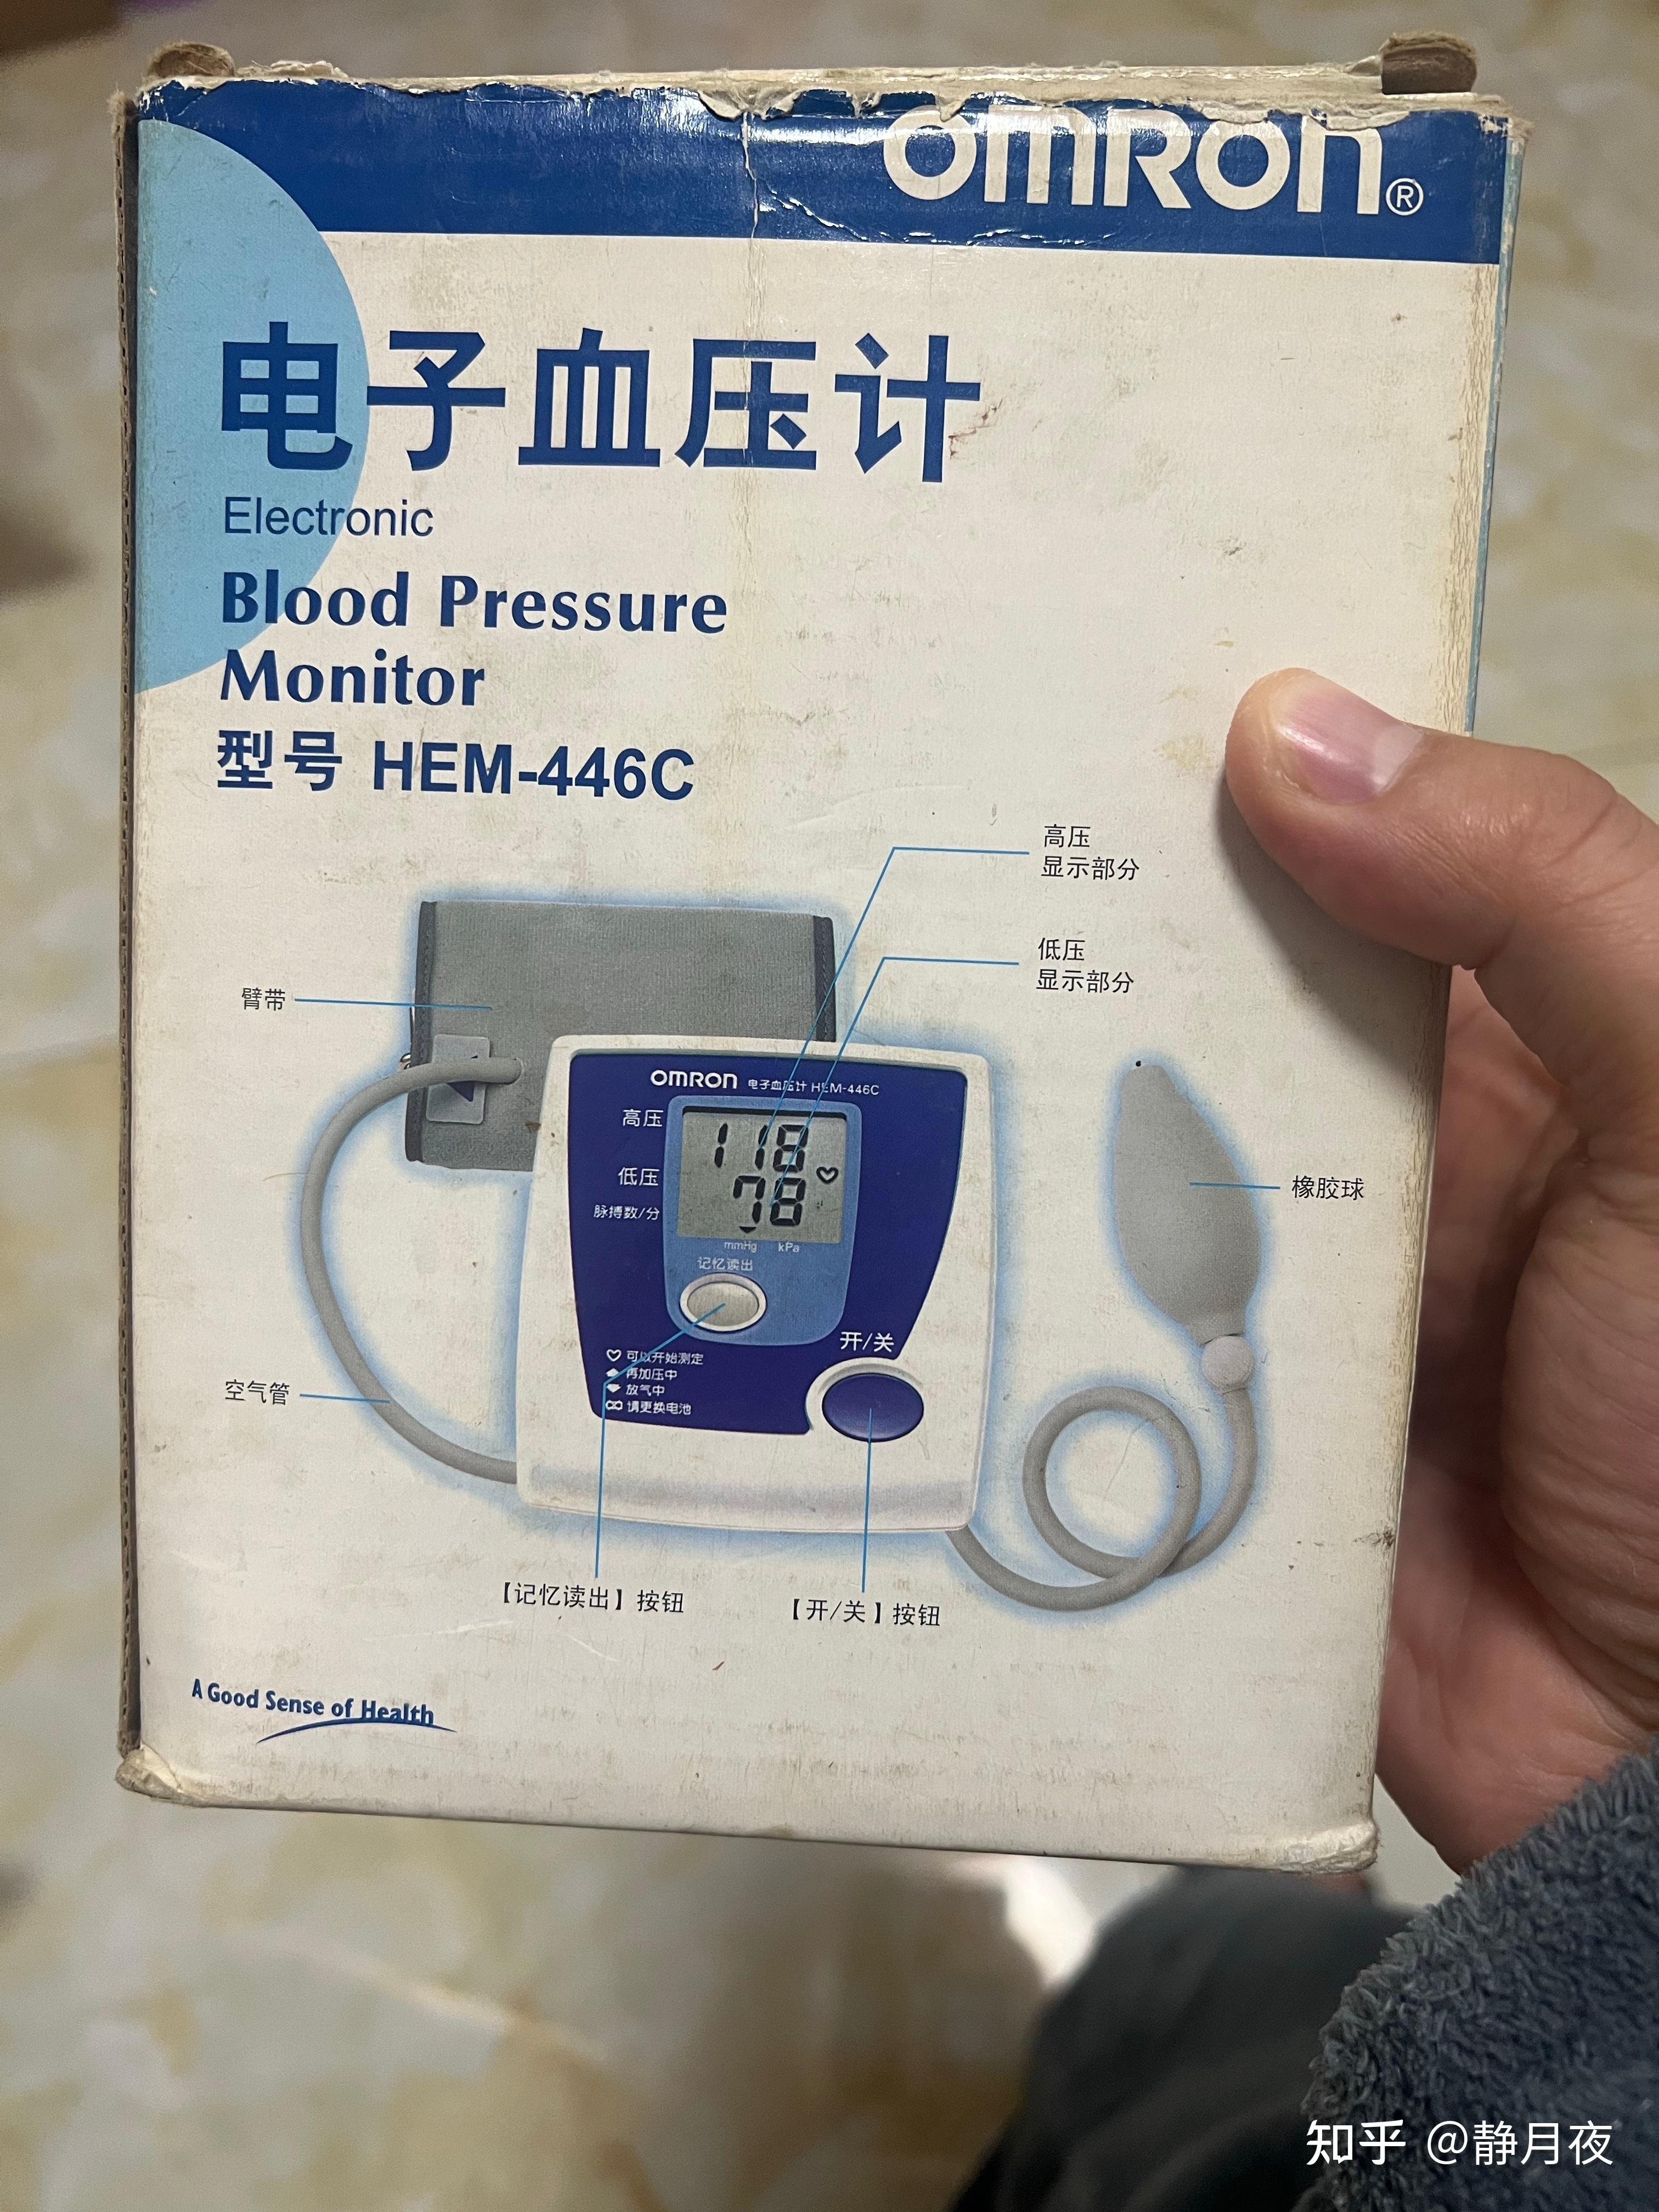 OMRON®
电子血压计
Electronic
Blood Pressure
Monitor
型号 HEM-446C
高压
显示部分
低压
显示部分
臂带
OMRON 电子血压计 HEM-446C
高压
118
低压
78
脉搏数/分
mmHg kPa
记忆读出
橡胶球
开/关
可以开始测定
再加压中
放气中
请更换电池
空气管
【记忆读出】按钮
【开/关】按钮
A Good Sense of Health
知乎 @静月夜